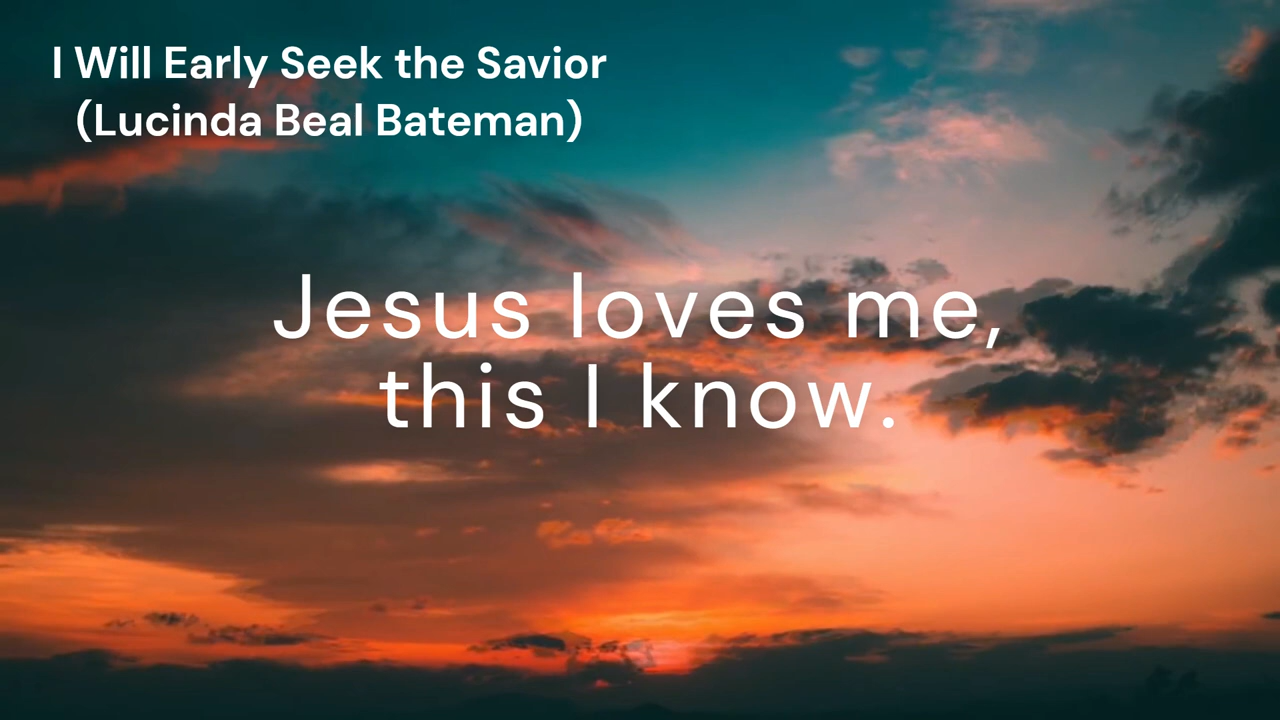 I Will Early Seek the Savior
(Lucinda Beal Bateman)
Jesus loves me,
this I know.